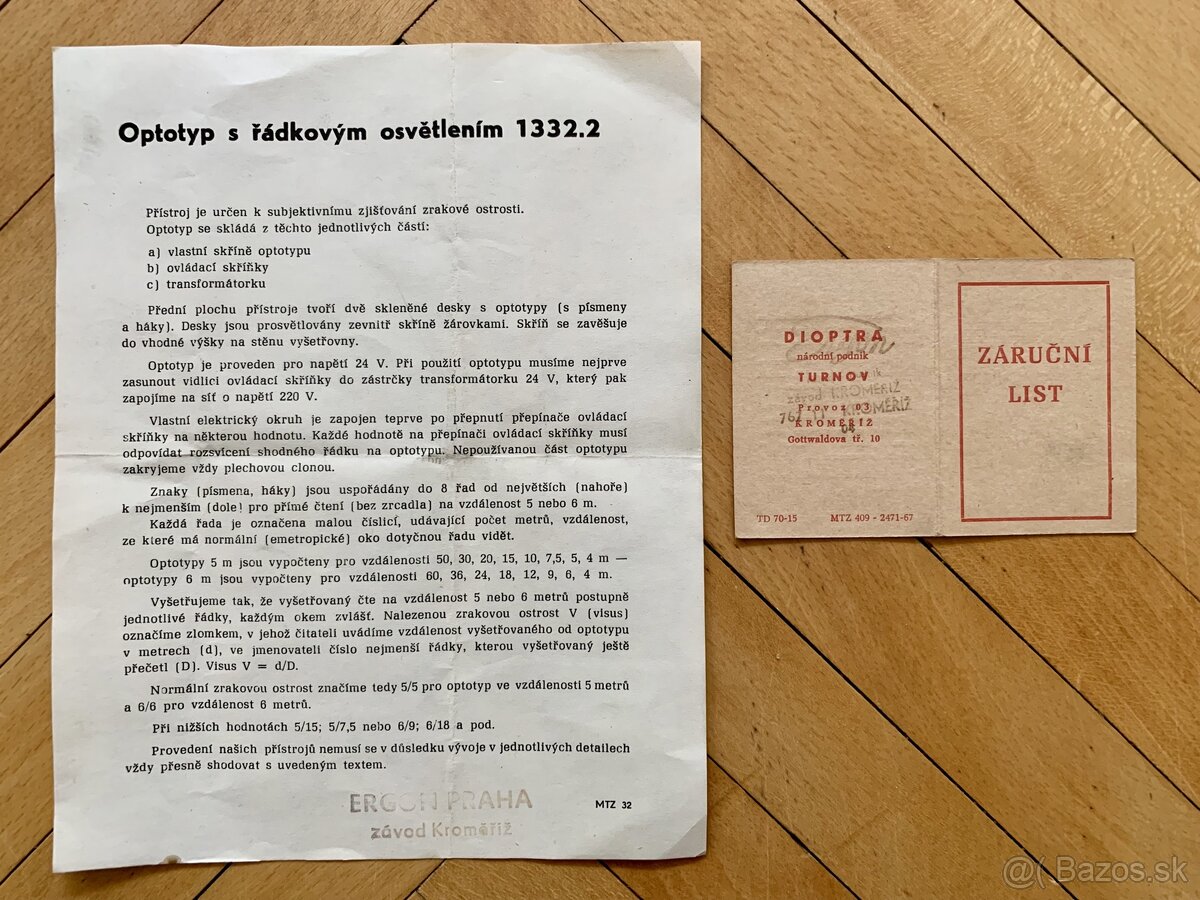 Optotyp s řádkovým osvětlením 1332.2
Přístroj je určen k subjektivnímu zjišťování zrakové ostrosti.
Optotyp se skládá z těchto jednotlivých částí:
a) vlastní skříně optotypu
b) ovládací skříňky
c) transformátorku
Přední plochu přístroje tvoří dvě skleněné desky s optotypy (s písmeny
a háky). Desky jsou prosvětlovány zevnitř skříně žárovkami. Skříň se zavěšuje
do vhodné výšky na stěnu vyšetřovny.
Optotyp je proveden pro napětí 24 V. Při použití optotypu musíme nejprve
zasunout vidlici ovládací skříňky do zástrčky transformátorku 24 V, který pak
zapojíme na síť o napětí 220 V.
Vlastní elektrický okruh je zapojen teprve po přepnutí přepínače ovládací
skříňky na některou hodnotu. Každé hodnotě na přepínači ovládací skříňky musí
odpovídat rozsvícení shodného řádku na optotypu. Nepoužívanou část optotypu
zakryjeme vždy plechovou clonou.
Znaky (písmena, háky) jsou uspořádány do 8 řad od největších (nahoře)
k nejmenším (dole) pro přímé čtení (bez zrcadla) na vzdálenost 5 nebo 6 m.
Každá řada je označena malou číslicí, udávající počet metrů, vzdálenost,
ze které má normální (emetropické) oko dotyčnou řadu vidět.
Optotypy 5 m jsou vypočteny pro vzdálenosti 50, 30, 20, 15, 10, 7,5, 5, 4 m —
optotypy 6 m jsou vypočteny pro vzdálenosti 60, 36, 24, 18, 12, 9, 6, 4 m.
Vyšetřujeme tak, že vyšetřovaný čte na vzdálenost 5 nebo 6 metrů postupně
jednotlivé řádky, každým okem zvlášť. Nalezenou zrakovou ostrost V (visus)
označíme zlomkem, v jehož čitateli uvádíme vzdálenost vyšetřovaného od optotypu
v metrech (d), ve jmenovateli číslo nejmenší řádky, kterou vyšetřovaný ještě
přečetl (D). Visus V = d/D.
Normální zrakovou ostrost značíme tedy 5/5 pro optotyp ve vzdálenosti 5 metrů
a 6/6 pro vzdálenost 6 metrů.
Při nižších hodnotách 5/15; 5/7,5 nebo 6/9; 6/18 a pod.
Provedení našich přístrojů nemusí se v důsledku vývoje v jednotlivých detailech
vždy přesně shodovat s uvedeným textem.
ERGON PRAHA
závod Kroměříž
MTZ 32
DIOPTRA
národní podnik
TURNOV
závod KROMĚŘÍŽ
Provoz 03
KROMĚŘÍŽ
KROMĚŘÍŽ
Gottwaldova tř. 10
TD 70-15 MTZ 409 - 2471-67
ZÁRUČNÍ
LIST
@( Bazos.sk